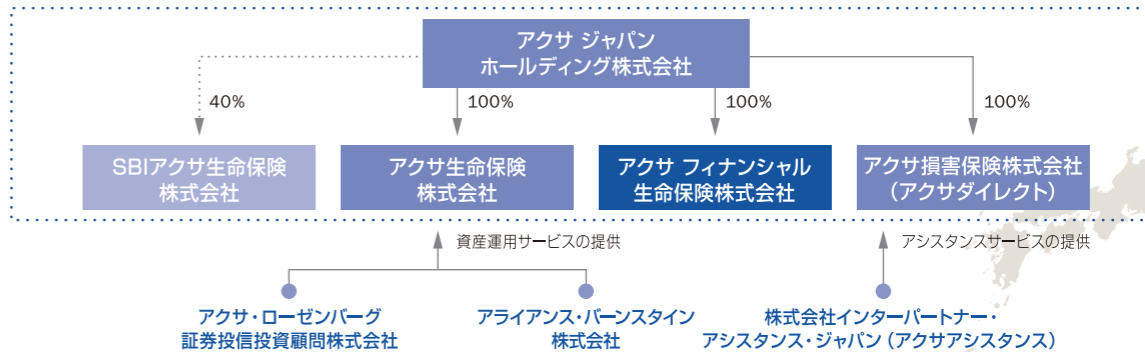 アクサ ジャパン
ホールディング株式会社
40%
100%
100%
100%
SBIアクサ生命保険
株式会社
アクサ生命保険
株式会社
アクサ フィナンシャル
生命保険株式会社
アクサ損害保険株式会社
（アクサダイレクト）
資産運用サービスの提供
アシスタンスサービスの提供
アクサ・ローゼンバーグ
証券投信投資顧問株式会社
アライアンス・バーンスタイン
株式会社
株式会社インターパートナー・
アシスタンス・ジャパン（アクサアシスタンス）